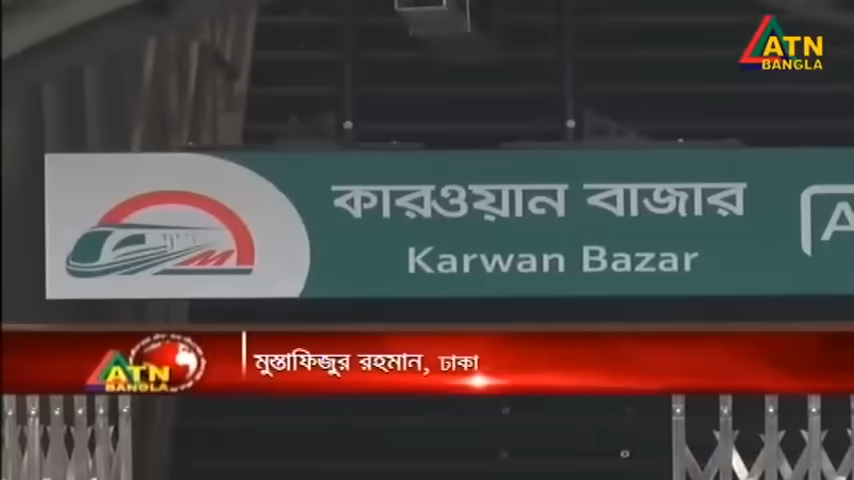 ATN
BANGLA
কারওয়ান বাজার
Karwan Bazar
A
M
মুস্তাফিজুর রহমান, ঢাকা
ATN
BANGLA